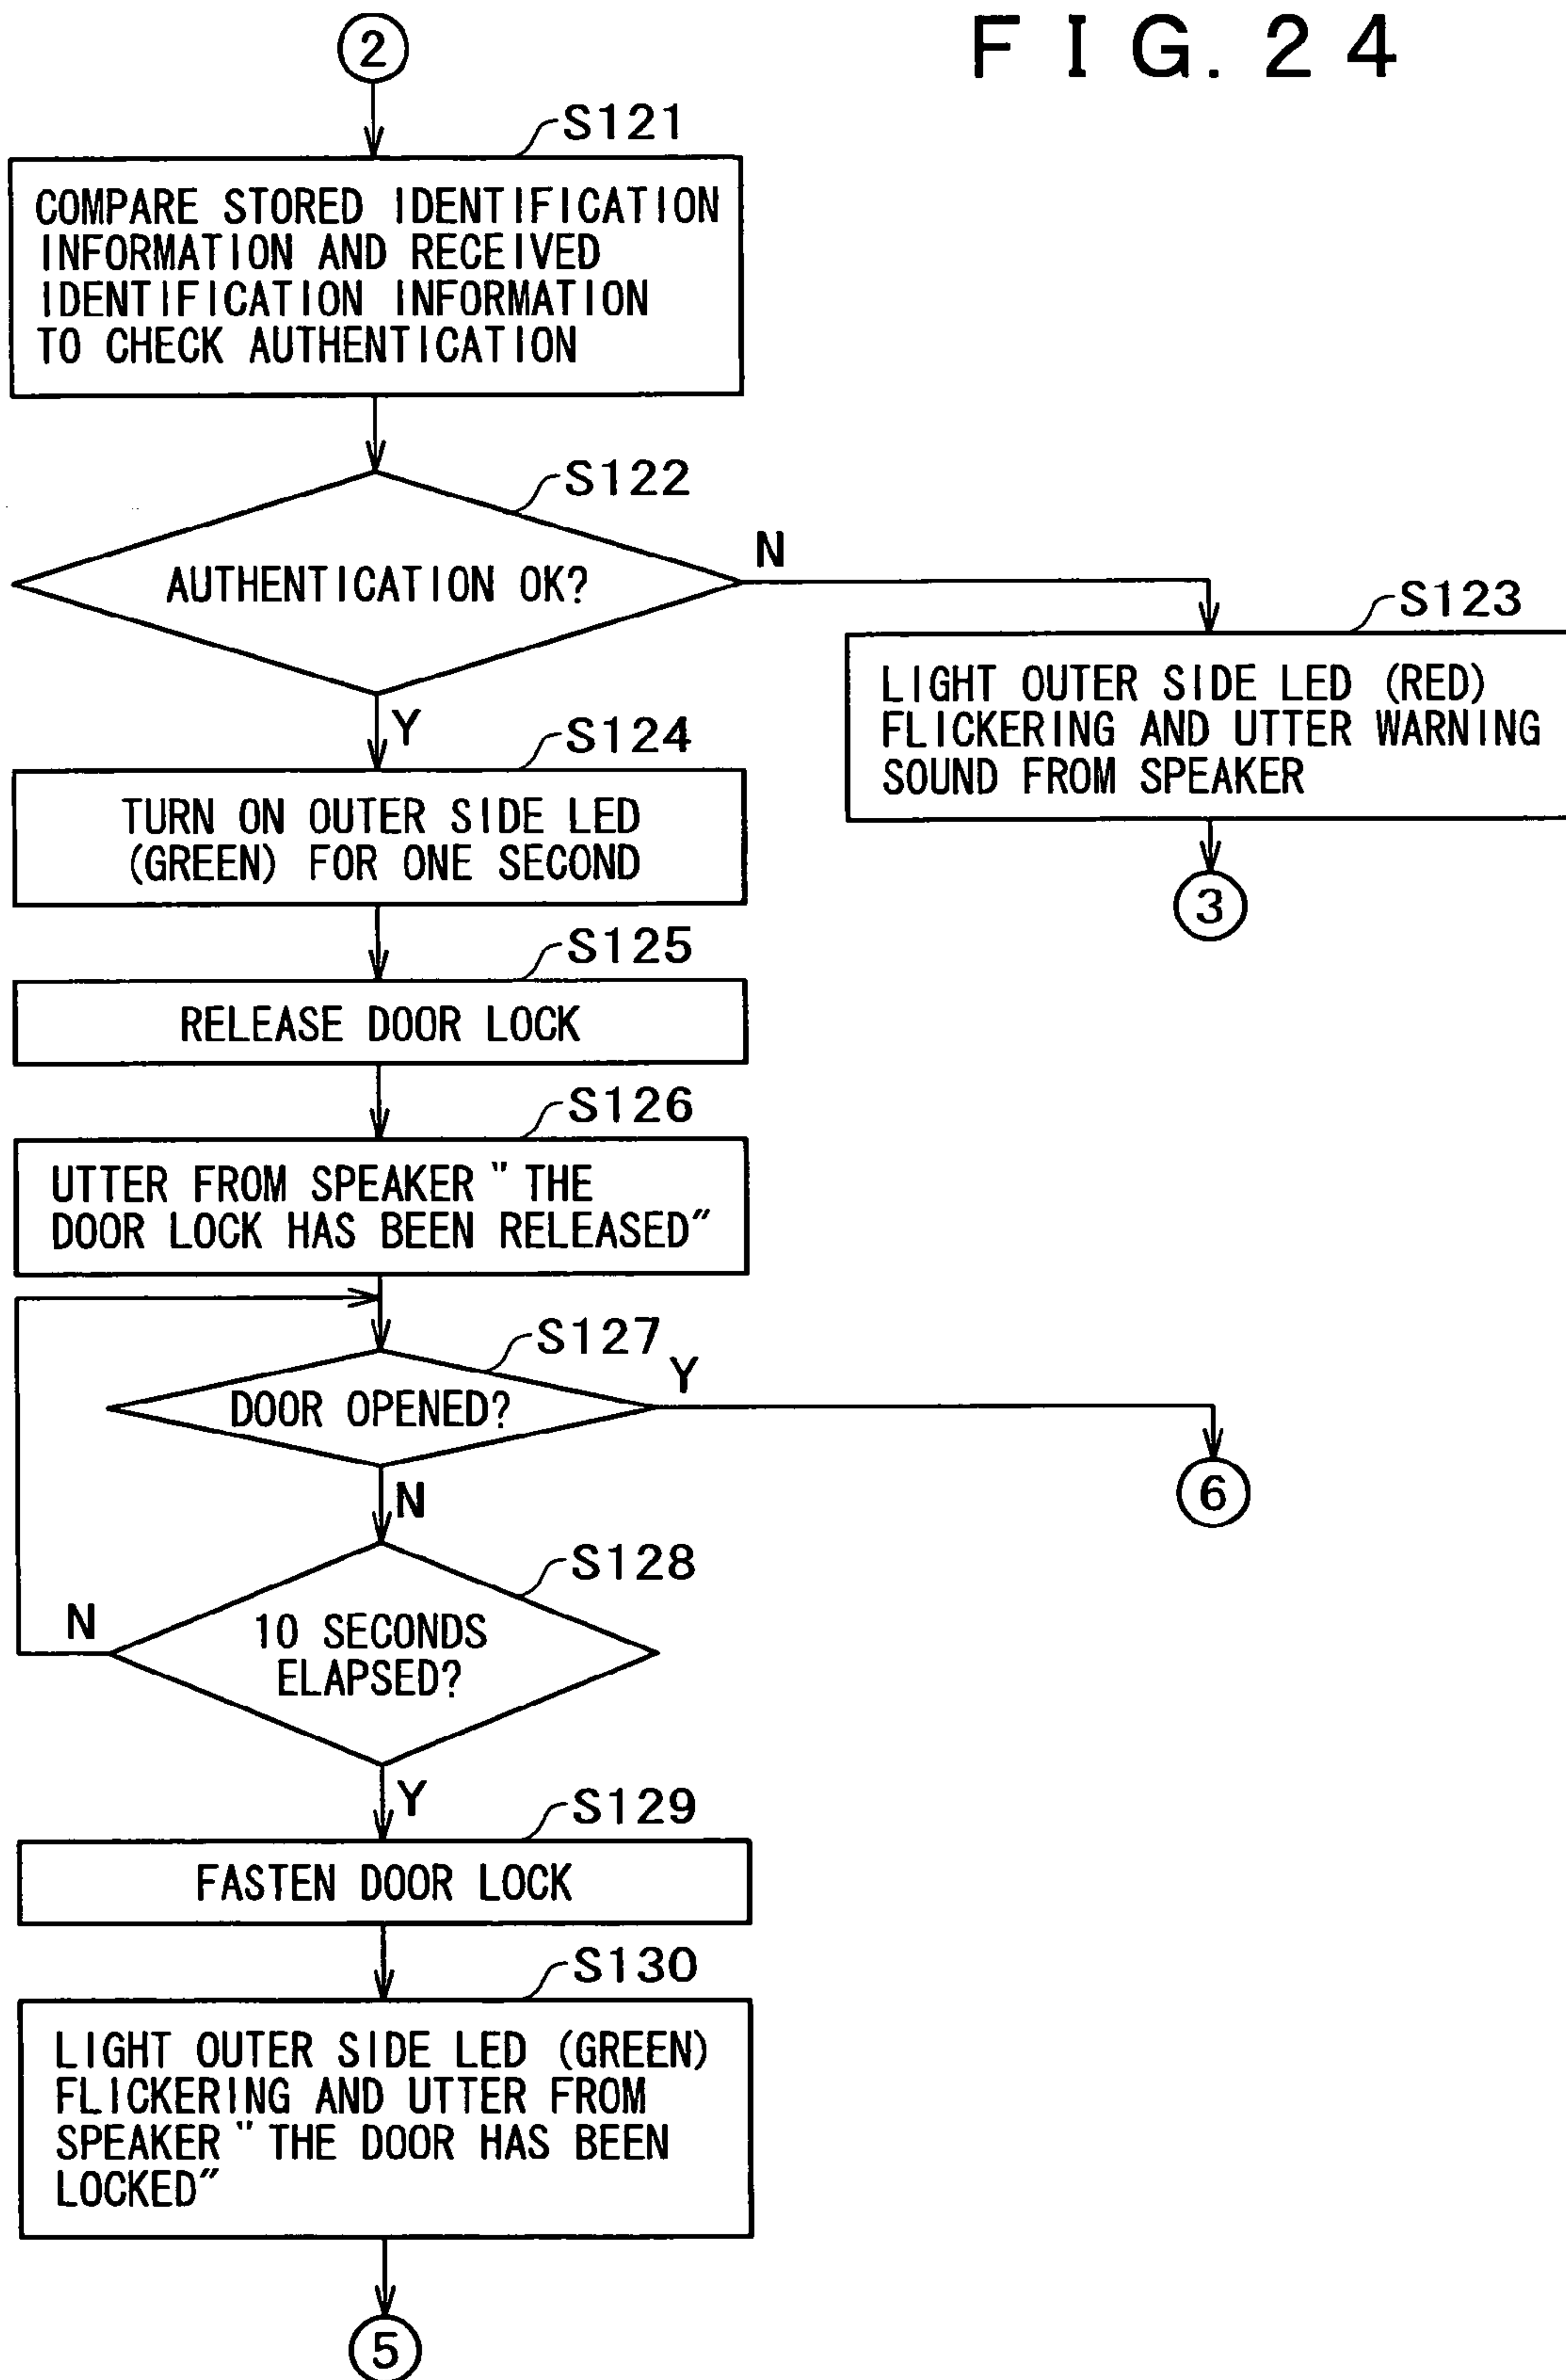 FIG. 24
2
S121
COMPARE STORED IDENTIFICATION
INFORMATION AND RECEIVED
IDENTIFICATION INFORMATION
TO CHECK AUTHENTICATION
S122
AUTHENTICATION OK?
N
S123
LIGHT OUTER SIDE LED (RED)
FLICKERING AND UTTER WARNING
SOUND FROM SPEAKER
3
Y
S124
TURN ON OUTER SIDE LED
(GREEN) FOR ONE SECOND
S125
RELEASE DOOR LOCK
S126
UTTER FROM SPEAKER "THE
DOOR LOCK HAS BEEN RELEASED"
S127
DOOR OPENED?
Y
6
N
S128
10 SECONDS
ELAPSED?
N
Y
S129
FASTEN DOOR LOCK
S130
LIGHT OUTER SIDE LED (GREEN)
FLICKERING AND UTTER FROM
SPEAKER "THE DOOR HAS BEEN
LOCKED"
5